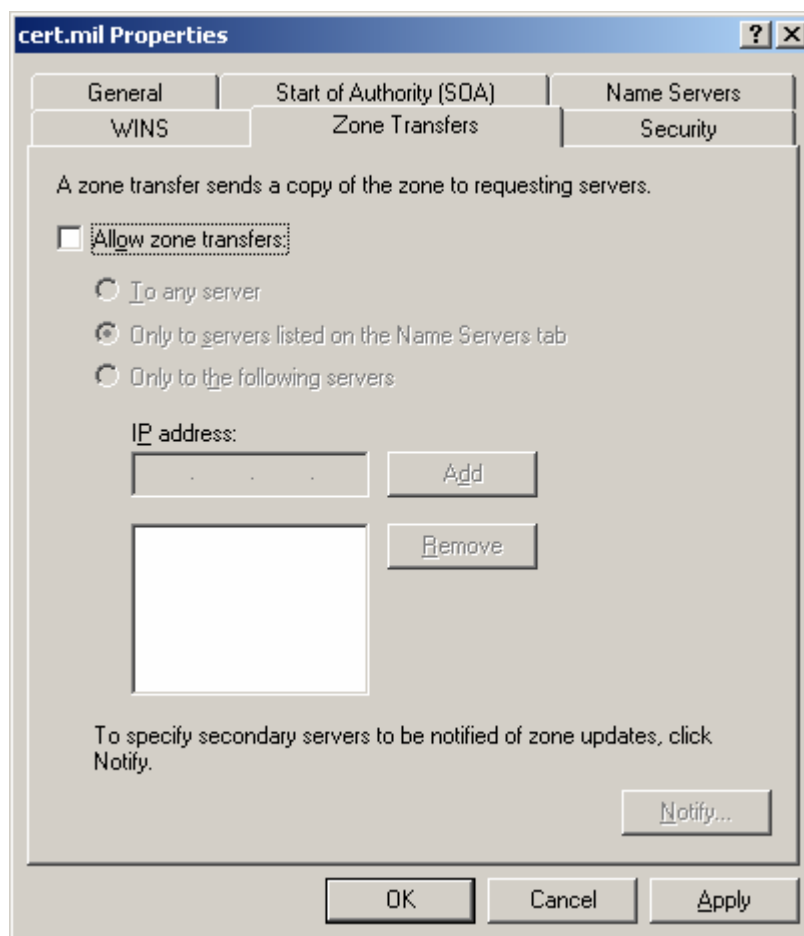 cert.mil Properties
General
Start of Authority (SOA)
Name Servers
WINS
Zone Transfers
Security
A zone transfer sends a copy of the zone to requesting servers.
Allow zone transfers:
To any server
Only to servers listed on the Name Servers tab
Only to the following servers
IP address:
Add
Remove
To specify secondary servers to be notified of zone updates, click
Notify.
Notify...
OK
Cancel
Apply